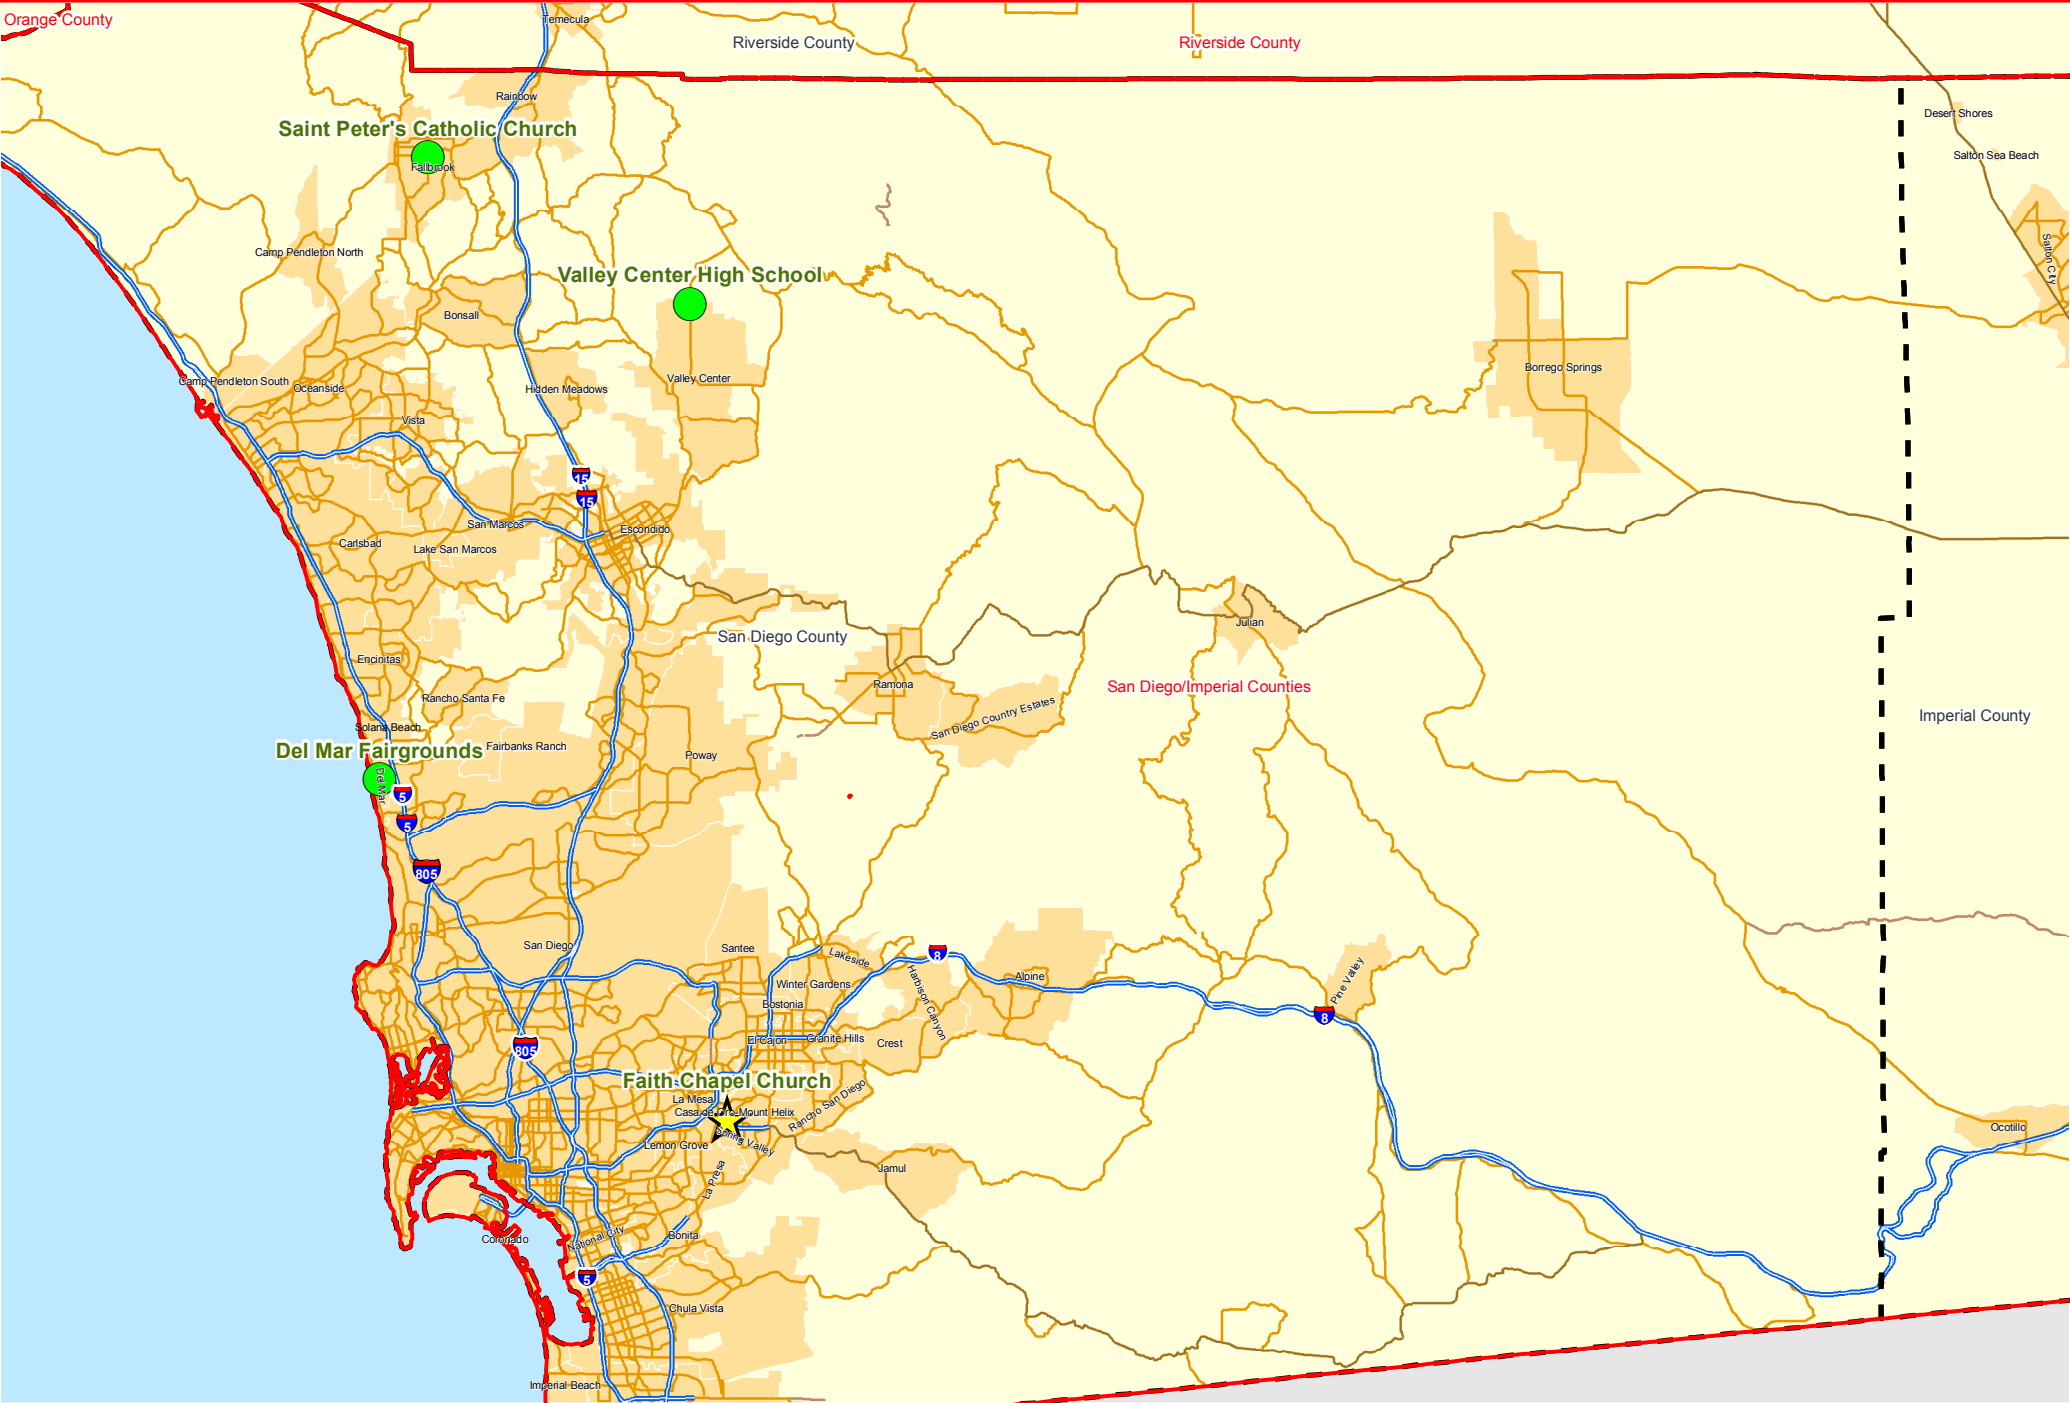 Orange County
Temecula
Riverside County
Riverside County
Rainbow
Desert Shores
Saint Peter's Catholic Church
Salton Sea Beach
Fallbrook
Camp Pendleton North
Salton City
Valley Center High School
Bonsall
Borrego Springs
Valley Center
Camp Pendleton South
Oceanside
Hidden Meadows
Vista
15
15
San Marcos
Escondido
Carlsbad
Lake San Marcos
Julian
San Diego County
Encinitas
Ramona
San Diego/Imperial Counties
Rancho Santa Fe
San Diego Country Estates
Imperial County
Solana Beach
Fairbanks Ranch
Del Mar Fairgrounds
Poway
Del Mar
5
5
805
San Diego
Santee
Lakeside
8
Alpine
Winter Gardens
Harbison Canyon
Pine Valley
Bostonia
8
805
El Cajon
Granite Hills
Crest
Faith Chapel Church
La Mesa
Rancho San Diego
Casa de Oro-Mount Helix
Ocotillo
Lemon Grove
Spring Valley
Jamul
La Presa
Coronado
National City
Bonita
5
Chula Vista
Imperial Beach